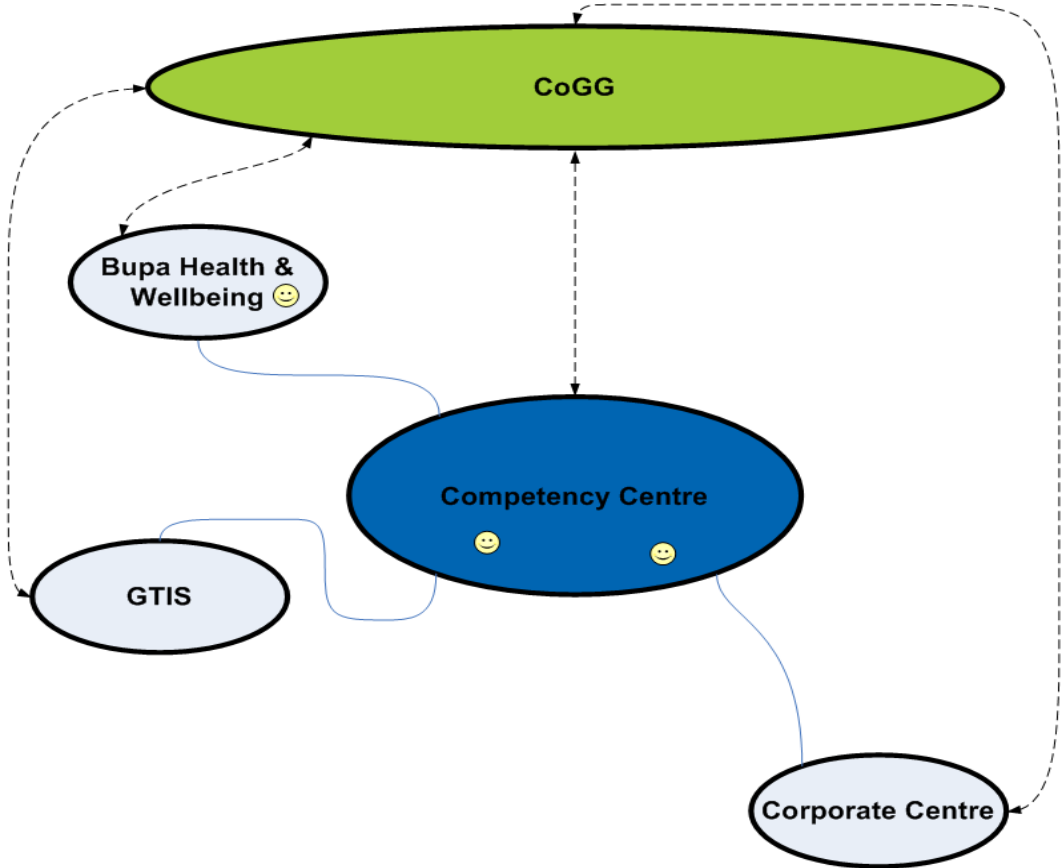 CoGG
Bupa Health &
Wellbeing
Competency Centre
GTIS
Corporate Centre